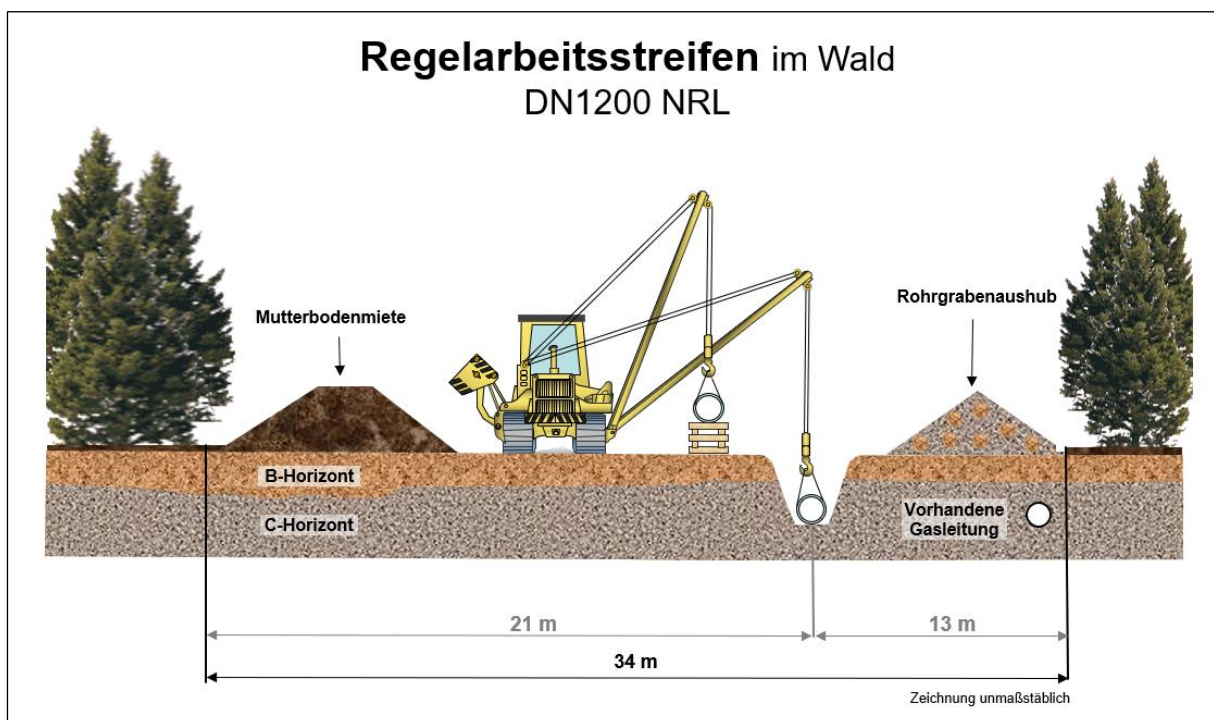 Regelarbeitsstreifen im Wald
DN1200 NRL
Mutterbodenmiete
Rohrgrabenaushub
B-Horizont
C-Horizont
Vorhandene
Gasleitung
21 m
13 m
34 m
Zeichnung unmaßstäblich